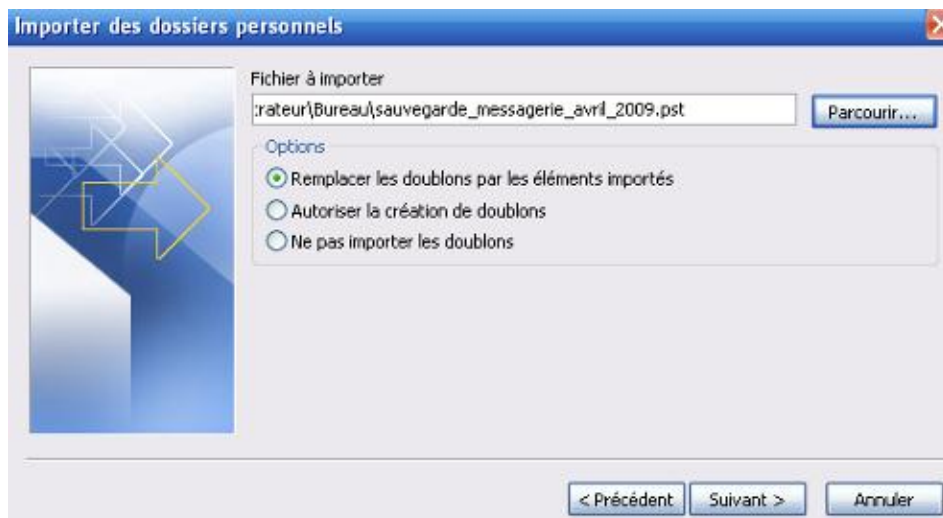 Importer des dossiers personnels
Fichier à importer
:rateur\Bureau\sauvegarde_messagerie_avril_2009.pst
Parcourir...
Options
Remplacer les doublons par les éléments importés
Autoriser la création de doublons
Ne pas importer les doublons
< Précédent
Suivant >
Annuler